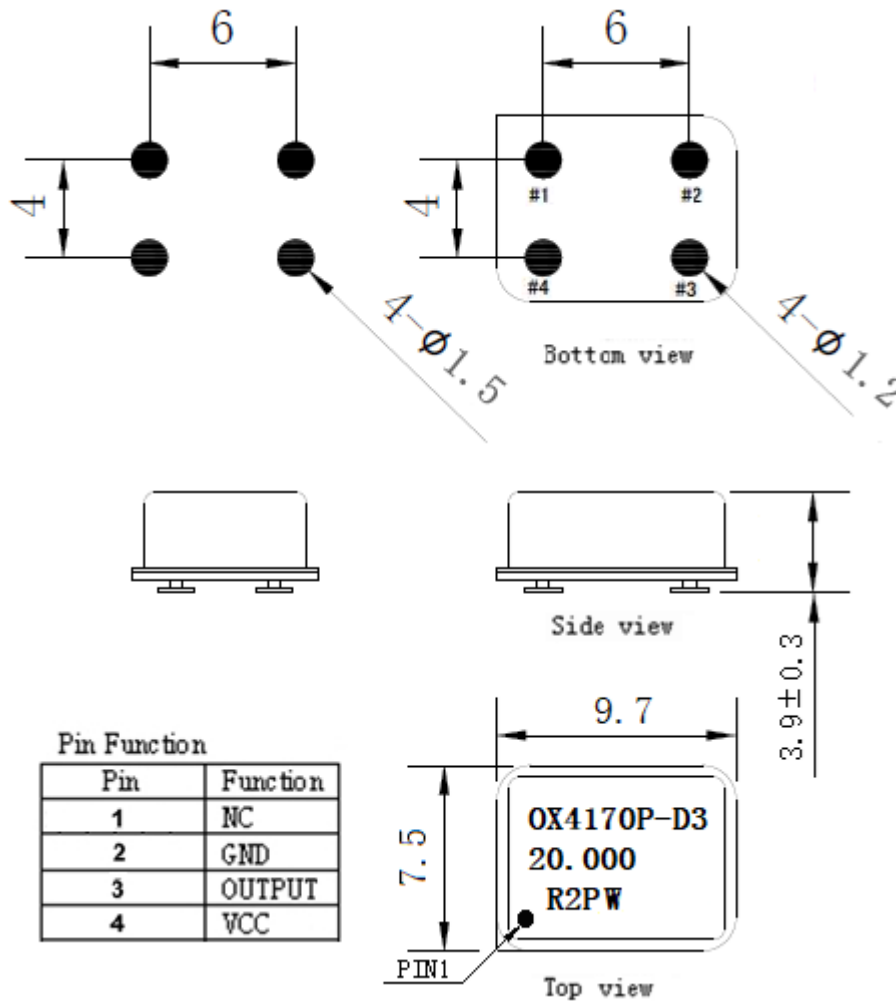 6
6
4
4
#1
#2
#4
#3
4-Ø1.5
4-Ø1.2
Bottom view
Side view
3.9±0.3
9.7
7.5
Pin Function
Pin Function
1 NC
2 GND
3 OUTPUT
4 VCC
OX4170P-D3
20.000
R2PW
PIN1
Top view